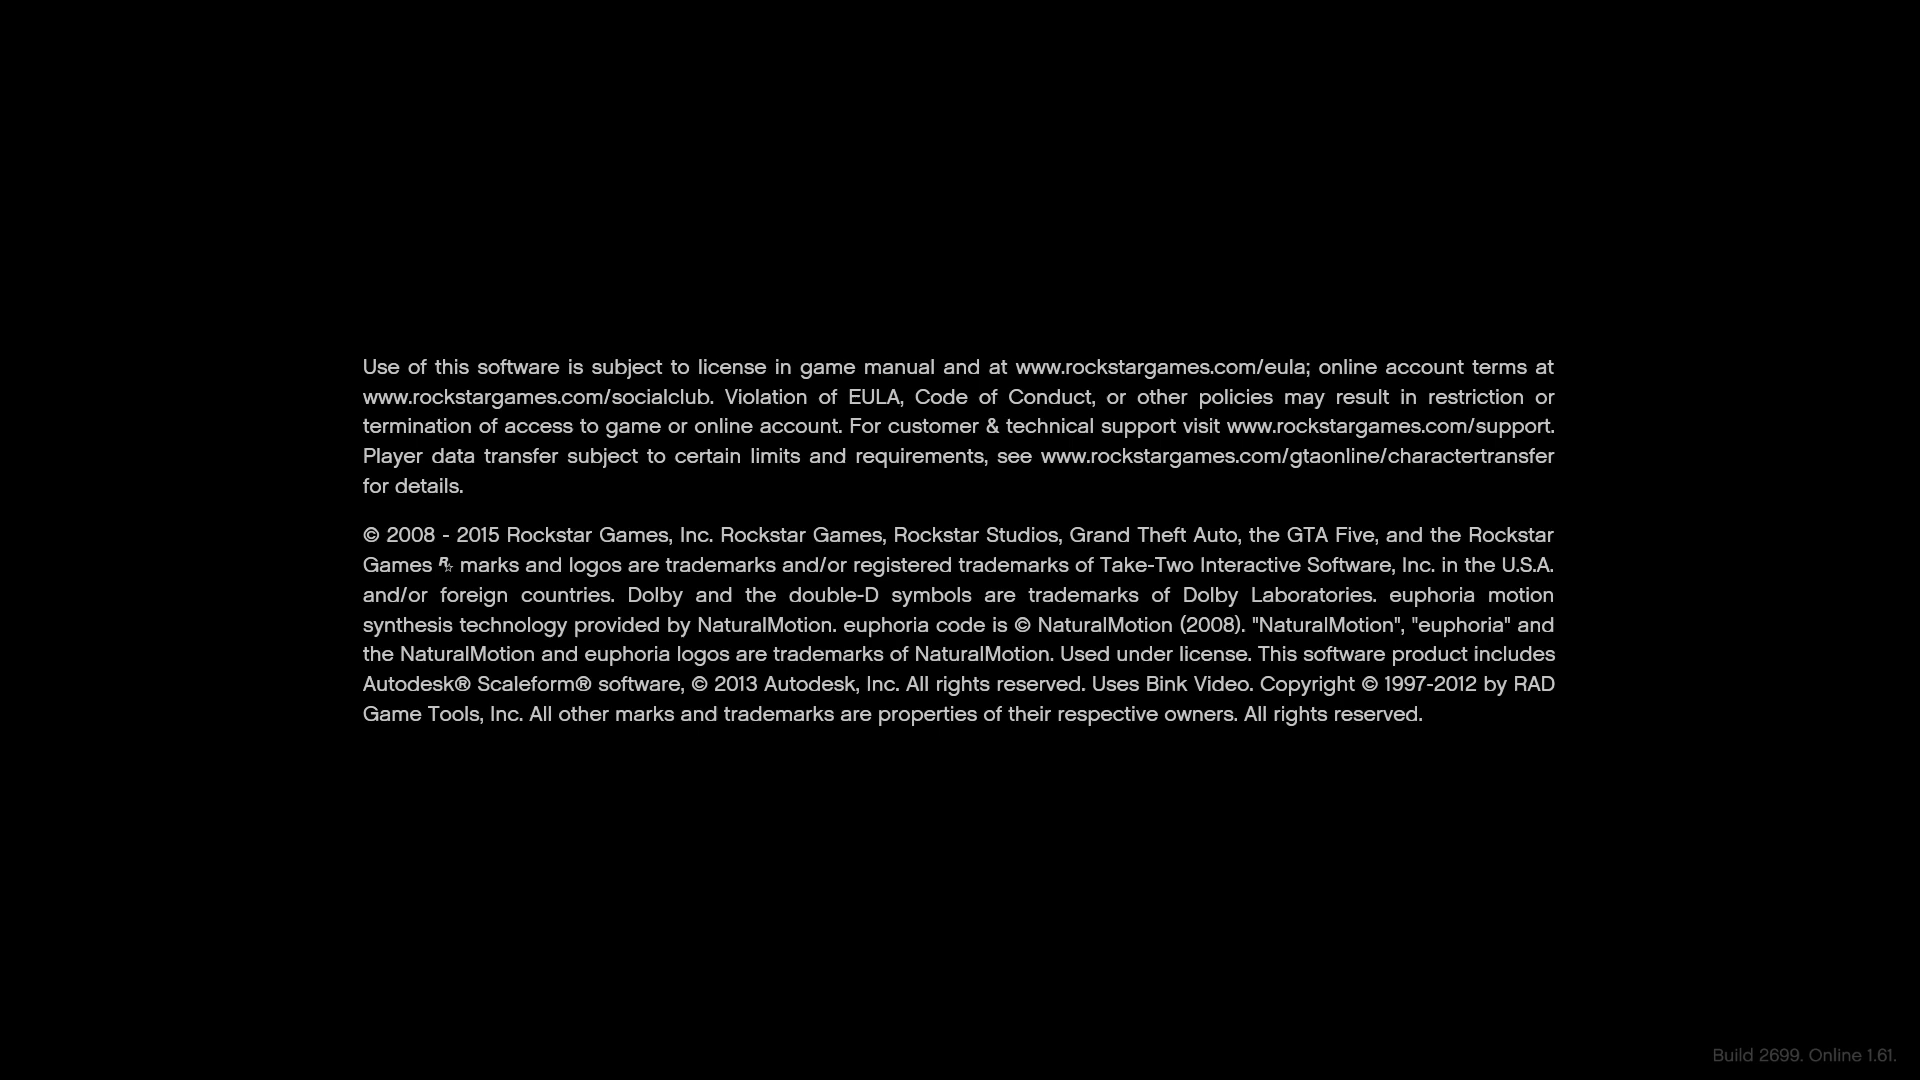 Use of this software is subject to license in game manual and at www.rockstargames.com/eula; online account terms at
www.rockstargames.com/socialclub. Violation of EULA, Code of Conduct, or other policies may result in restriction or
termination of access to game or online account. For customer & technical support visit www.rockstargames.com/support.
Player data transfer subject to certain limits and requirements, see www.rockstargames.com/gtaonline/charactertransfer
for details.
© 2008 - 2015 Rockstar Games, Inc. Rockstar Games, Rockstar Studios, Grand Theft Auto, the GTA Five, and the Rockstar
Games R☆ marks and logos are trademarks and/or registered trademarks of Take-Two Interactive Software, Inc. in the U.S.A.
and/or foreign countries. Dolby and the double-D symbols are trademarks of Dolby Laboratories. euphoria motion
synthesis technology provided by NaturalMotion. euphoria code is © NaturalMotion (2008). "NaturalMotion", "euphoria" and
the NaturalMotion and euphoria logos are trademarks of NaturalMotion. Used under license. This software product includes
Autodesk® Scaleform® software, © 2013 Autodesk, Inc. All rights reserved. Uses Bink Video. Copyright © 1997-2012 by RAD
Game Tools, Inc. All other marks and trademarks are properties of their respective owners. All rights reserved.
Build 2699. Online 1.61.